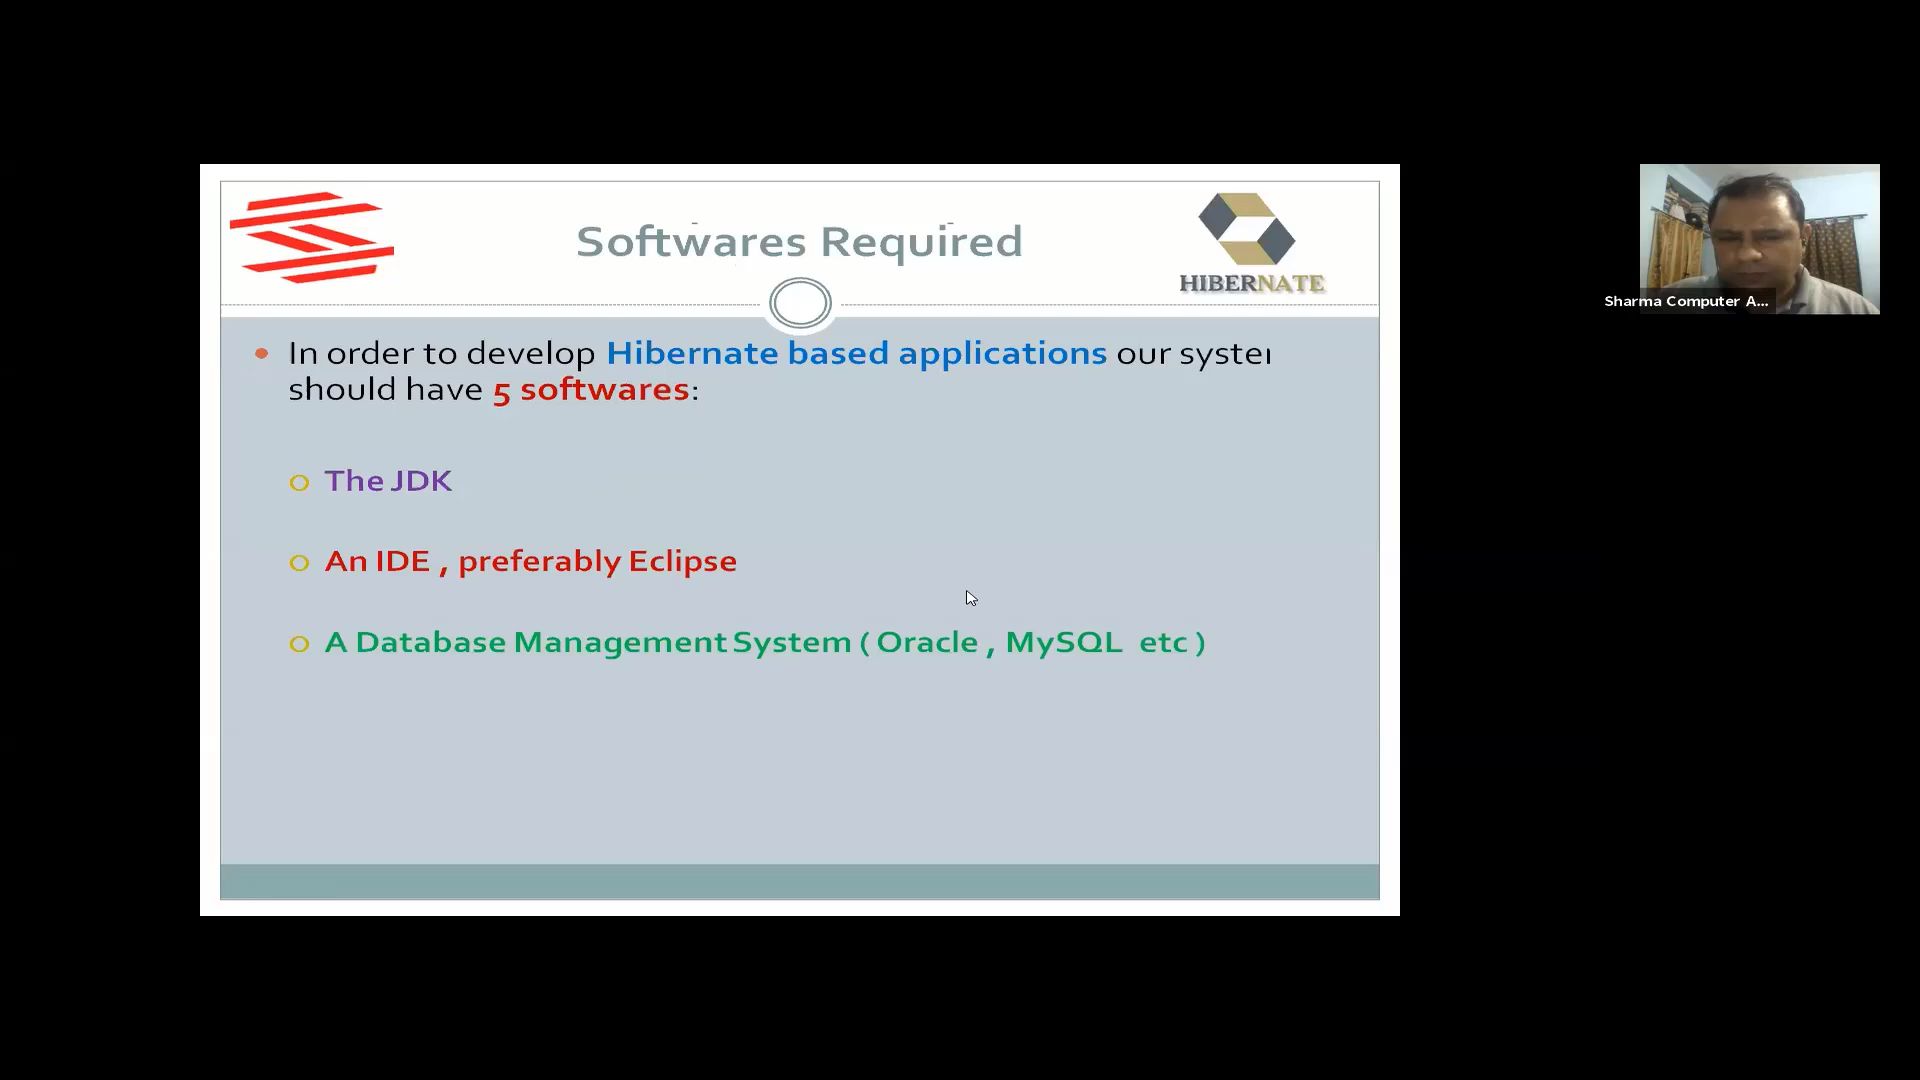 Softwares Required
HIBERNATE
• In order to develop Hibernate based applications our
should have 5 softwares:
o The JDK
o An IDE , preferably Eclipse
o A Database Management System ( Oracle , MySQL etc )
Sharma Computer A...